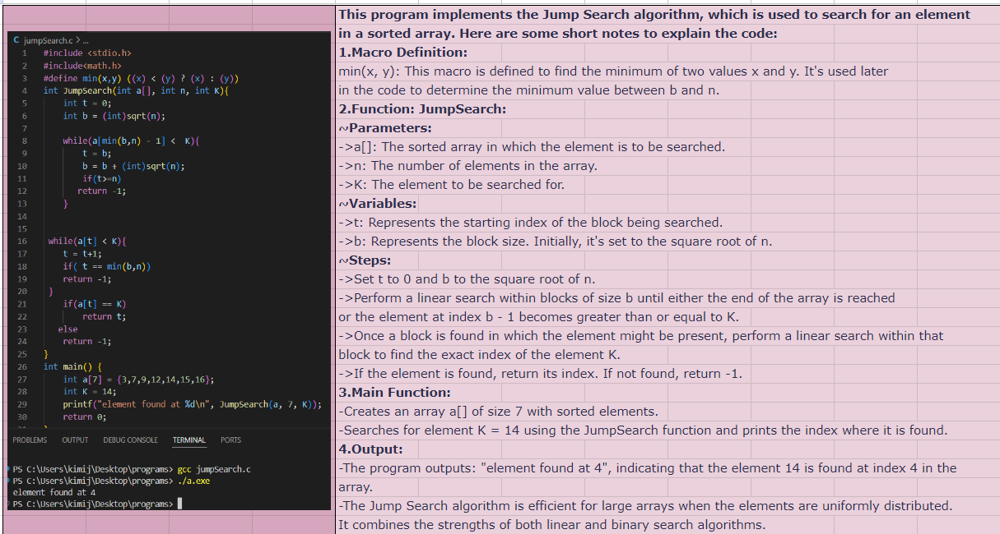 jumpSearch.c > ...
1 #include <stdio.h>
2 #include<math.h>
3 #define min(x,y) ((x) < (y) ? (x) : (y))
4 int JumpSearch(int a[], int n, int K){
5 int t = 0;
6 int b = (int)sqrt(n);
7
8 while(a[min(b,n) - 1] < K){
9 t = b;
10 b = b + (int)sqrt(n);
11 if(t>=n)
12 return -1;
13 }
14
15
16 while(a[t] < K){
17 t = t+1;
18 if( t == min(b,n))
19 return -1;
20 }
21 if(a[t] == K)
22 return t;
23 else
24 return -1;
25 }
26 int main() {
27 int a[7] = {3,7,9,12,14,15,16};
28 int K = 14;
29 printf("element found at %d\n", JumpSearch(a, 7, K));
30 return 0;
PROBLEMS OUTPUT DEBUG CONSOLE TERMINAL PORTS
PS C:\Users\kimij\Desktop\programs> gcc jumpSearch.c
PS C:\Users\kimij\Desktop\programs> ./a.exe
element found at 4
PS C:\Users\kimij\Desktop\programs>
This program implements the Jump Search algorithm, which is used to search for an element
in a sorted array. Here are some short notes to explain the code:
1.Macro Definition:
min(x, y): This macro is defined to find the minimum of two values x and y. It's used later
in the code to determine the minimum value between b and n.
2.Function: JumpSearch:
~Parameters:
->a[]: The sorted array in which the element is to be searched.
->n: The number of elements in the array.
->K: The element to be searched for.
~Variables:
->t: Represents the starting index of the block being searched.
->b: Represents the block size. Initially, it's set to the square root of n.
~Steps:
->Set t to 0 and b to the square root of n.
->Perform a linear search within blocks of size b until either the end of the array is reached
or the element at index b - 1 becomes greater than or equal to K.
->Once a block is found in which the element might be present, perform a linear search within that
block to find the exact index of the element K.
->If the element is found, return its index. If not found, return -1.
3.Main Function:
-Creates an array a[] of size 7 with sorted elements.
-Searches for element K = 14 using the JumpSearch function and prints the index where it is found.
4.Output:
-The program outputs: "element found at 4", indicating that the element 14 is found at index 4 in the
array.
-The Jump Search algorithm is efficient for large arrays when the elements are uniformly distributed.
It combines the strengths of both linear and binary search algorithms.